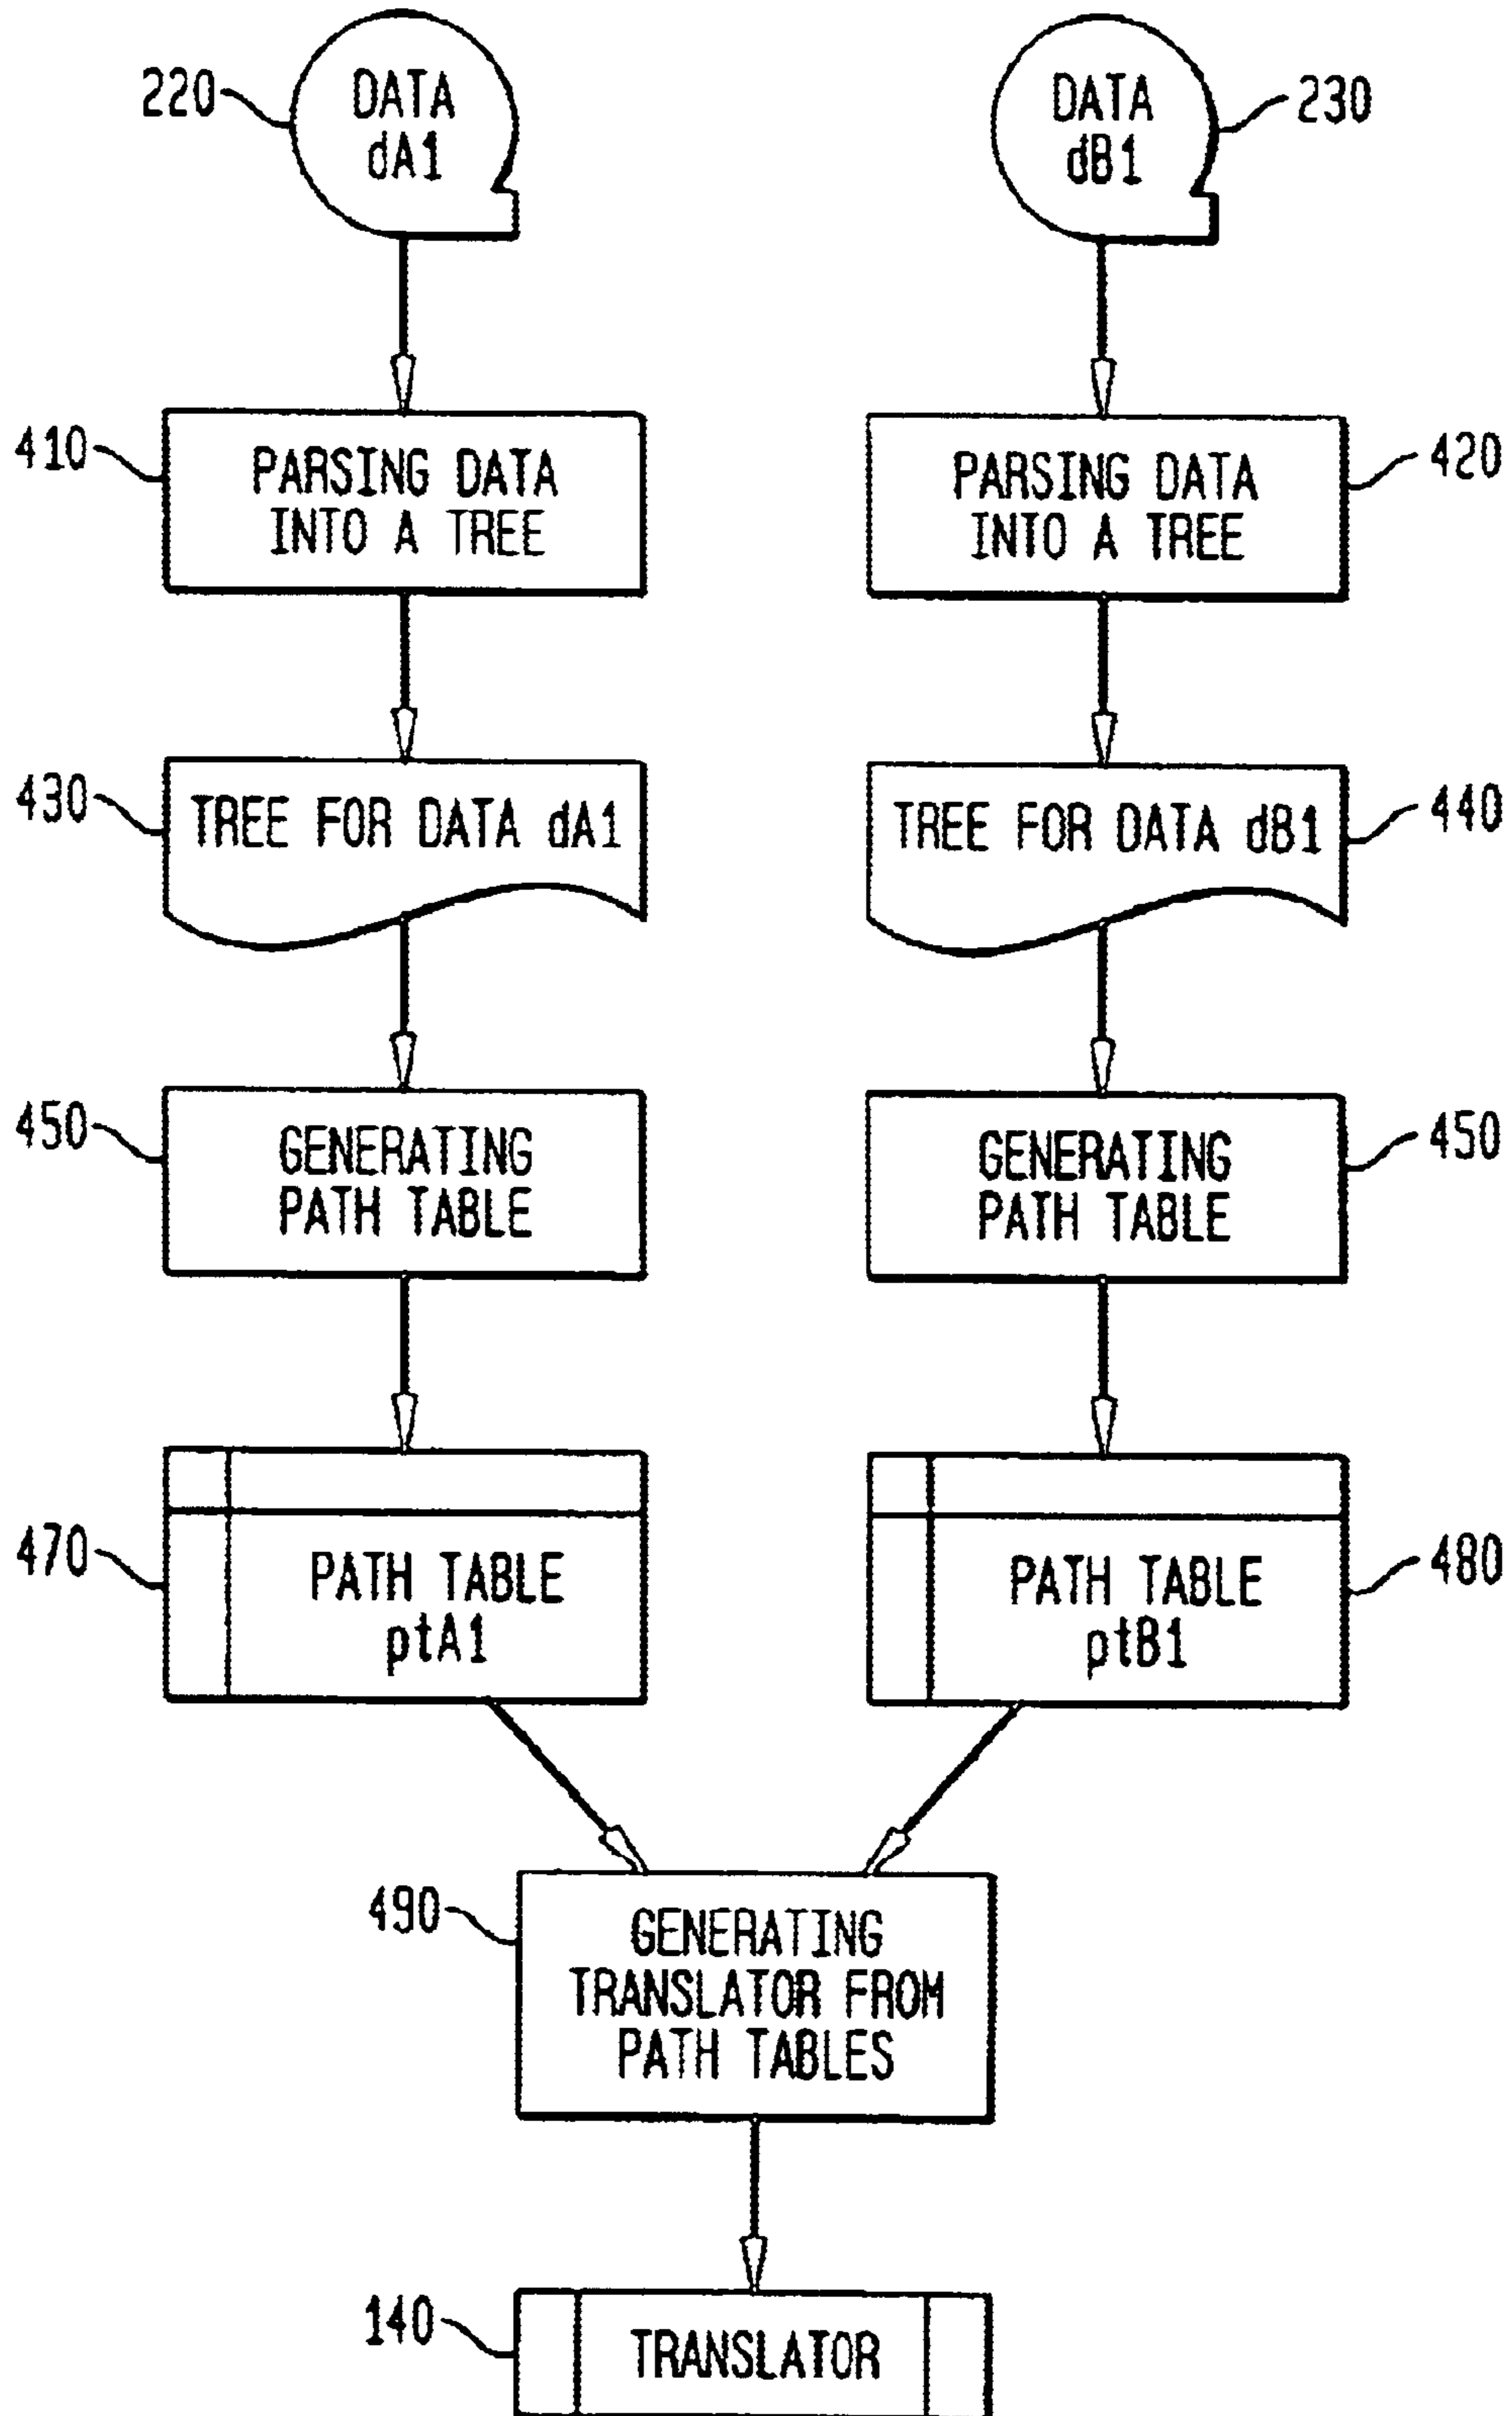 220
DATA
dA1
DATA
dB1
230
410
PARSING DATA
INTO A TREE
PARSING DATA
INTO A TREE
420
430
TREE FOR DATA dA1
TREE FOR DATA dB1
440
450
GENERATING
PATH TABLE
GENERATING
PATH TABLE
450
470
PATH TABLE
ptA1
PATH TABLE
ptB1
480
490
GENERATING
TRANSLATOR FROM
PATH TABLES
140
TRANSLATOR